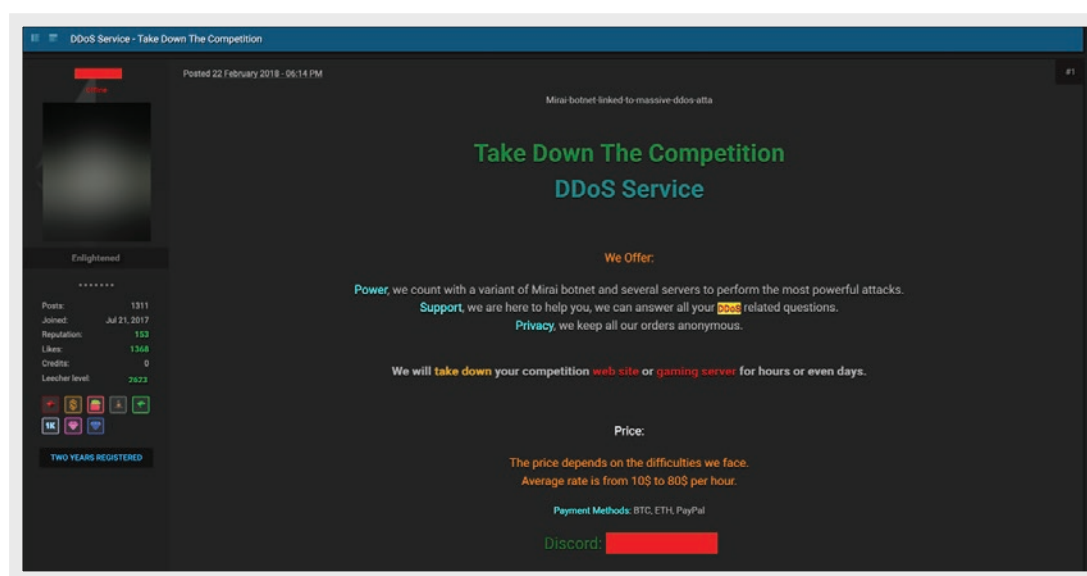 DDoS Service - Take Down The Competition
Offline
Posted 22 February 2018 - 06:14 PM
#1
Mirai-botnet-linked-to-massive-ddos-atta
Take Down The Competition
DDoS Service
Enlightened
We Offer:
Power, we count with a variant of Mirai botnet and several servers to perform the most powerful attacks.
Support, we are here to help you, we can answer all your DDoS related questions.
Privacy, we keep all our orders anonymous.
Posts: 1311
Joined: Jul 21, 2017
Reputation: 153
Likes: 1368
Credits: 0
Leecher level: 2623
We will take down your competition web site or gaming server for hours or even days.
1K
TWO YEARS REGISTERED
Price:
The price depends on the difficulties we face.
Average rate is from 10$ to 80$ per hour.
Payment Methods: BTC, ETH, PayPal
Discord: